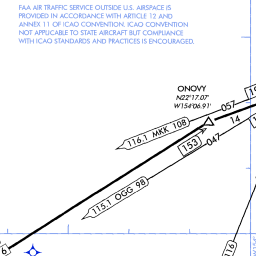 FAA AIR TRAFFIC SERVICE OUTSIDE U.S. AIRSPACE IS
PROVIDED IN ACCORDANCE WITH ARTICLE 12 AND
ANNEX 11 OF ICAO CONVENTION. ICAO CONVENTION
NOT APPLICABLE TO STATE AIRCRAFT BUT COMPLIANCE
WITH ICAO STANDARDS AND PRACTICES IS ENCOURAGED.
ONOVY
N22°17.07'
W154°06.91'
057
116.1 MKK 108
14
153
047
115.1 OGG 98
116